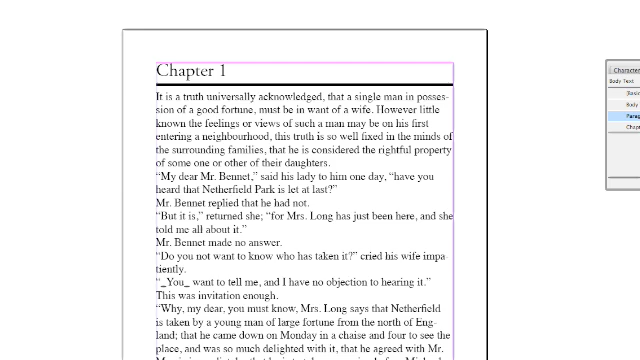 Chapter 1
It is a truth universally acknowledged, that a single man in posses-
sion of a good fortune, must be in want of a wife. However little
known the feelings or views of such a man may be on his first
entering a neighbourhood, this truth is so well fixed in the minds of
the surrounding families, that he is considered the rightful property
of some one or other of their daughters.
“My dear Mr. Bennet,” said his lady to him one day, “have you
heard that Netherfield Park is let at last?”
Mr. Bennet replied that he had not.
“But it is,” returned she; “for Mrs. Long has just been here, and she
told me all about it.”
Mr. Bennet made no answer.
“Do you not want to know who has taken it?” cried his wife impa-
tiently.
“_You_ want to tell me, and I have no objection to hearing it.”
This was invitation enough.
“Why, my dear, you must know, Mrs. Long says that Netherfield
is taken by a young man of large fortune from the north of Eng-
land; that he came down on Monday in a chaise and four to see the
place, and was so much delighted with it, that he agreed with Mr.
Character
Body Text
[Basic
Body
Parag
Chapt